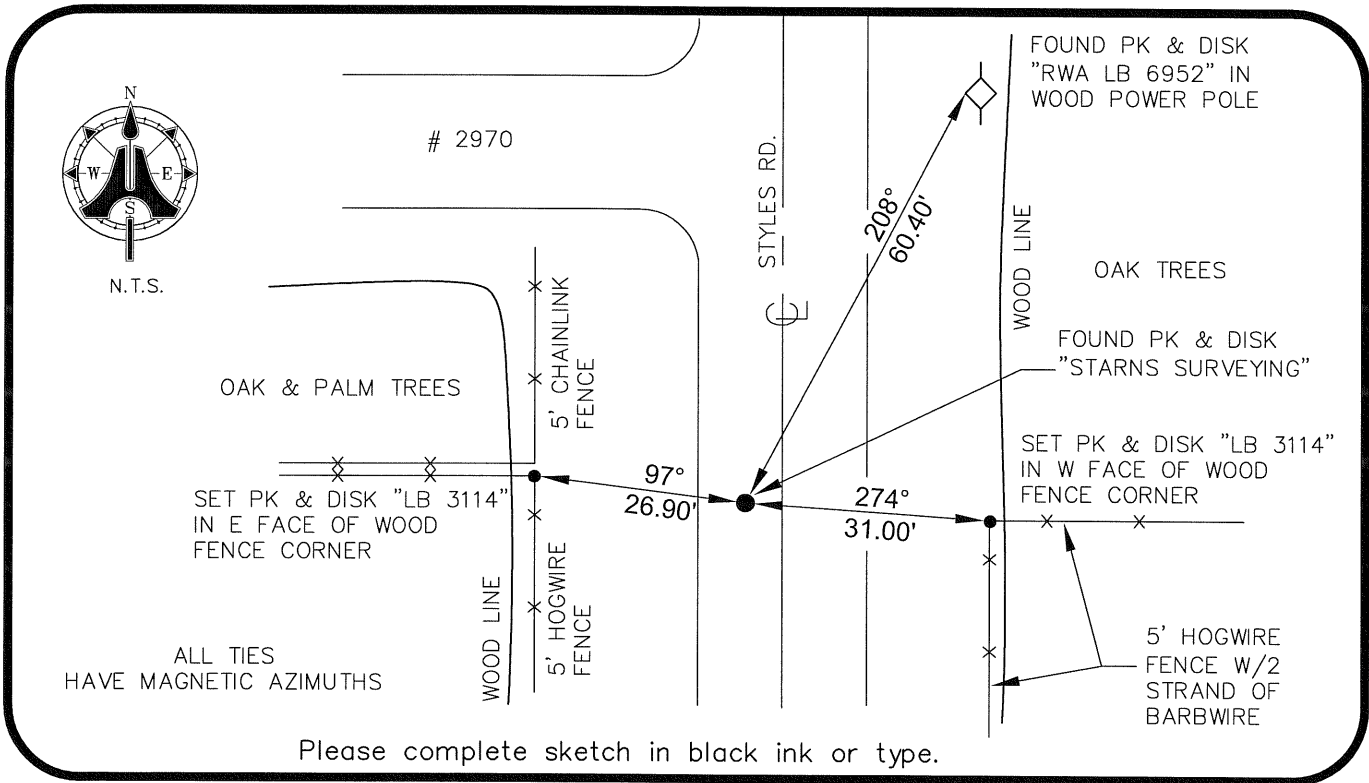 FOUND PK & DISK
"RWA LB 6952" IN
WOOD POWER POLE
N
W
E
S
N.T.S.
# 2970
STYLES RD.
208°
60.40'
WOOD LINE
OAK TREES
FOUND PK & DISK
"STARNS SURVEYING"
5' CHAINLINK
FENCE
OAK & PALM TREES
CL
SET PK & DISK "LB 3114"
IN E FACE OF WOOD
FENCE CORNER
97°
26.90'
274°
31.00'
SET PK & DISK "LB 3114"
IN W FACE OF WOOD
FENCE CORNER
WOOD LINE
5' HOGWIRE
FENCE
ALL TIES
HAVE MAGNETIC AZIMUTHS
5' HOGWIRE
FENCE W/2
STRAND OF
BARBWIRE
Please complete sketch in black ink or type.